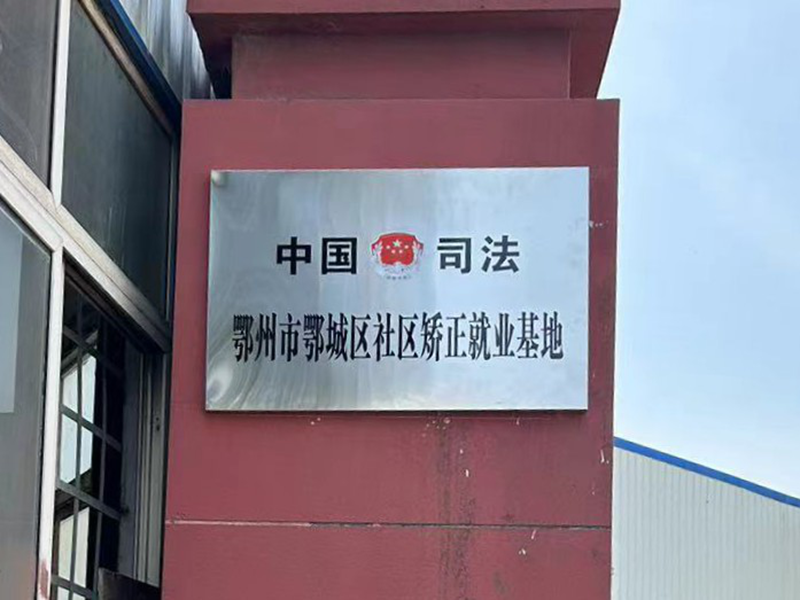 中国 司法
鄂州市鄂城区社区矫正就业基地